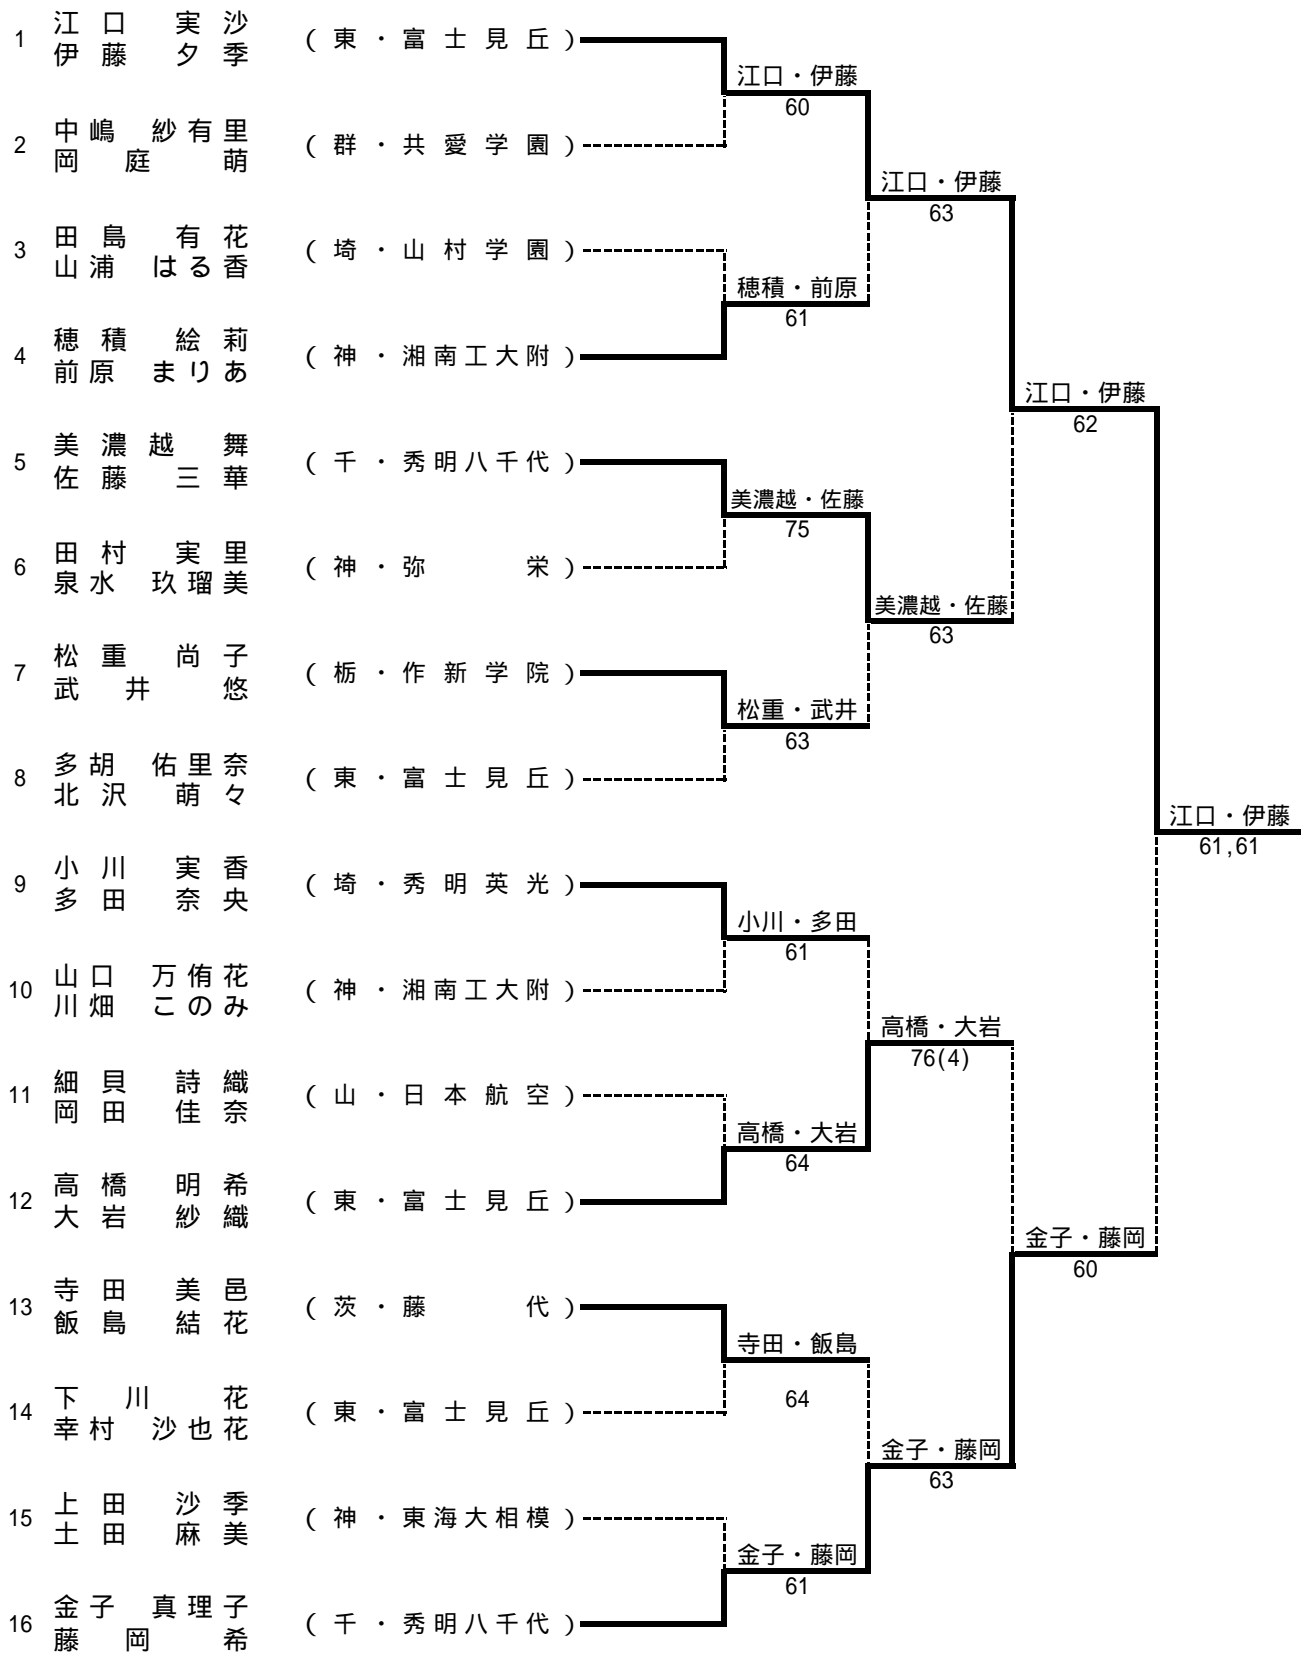 1 江口 実沙 (東・富士見丘)
伊藤 夕季
江口・伊藤
60
2 中嶋 紗有里 (群・共愛学園)
岡庭 萌
江口・伊藤
63
3 田島 有花 (埼・山村学園)
山浦 はる香
穂積・前原
61
4 穂積 絵莉 (神・湘南工大附)
前原 まりあ
江口・伊藤
62
5 美濃越 舞 (千・秀明八千代)
佐藤 三華
美濃越・佐藤
75
6 田村 実里 (神・弥栄)
泉水 玖瑠美
美濃越・佐藤
63
7 松重 尚子 (栃・作新学院)
武井 悠
松重・武井
63
8 多胡 佑里奈 (東・富士見丘)
北沢 萌々
江口・伊藤
61,61
9 小川 実香 (埼・秀明英光)
多田 奈央
小川・多田
61
10 山口 万侑花 (神・湘南工大附)
川畑 このみ
高橋・大岩
76(4)
11 細貝 詩織 (山・日本航空)
岡田 佳奈
高橋・大岩
64
12 高橋 明希 (東・富士見丘)
大岩 紗織
金子・藤岡
60
13 寺田 美邑 (茨・藤代)
飯島 結花
寺田・飯島
64
14 下川 花 (東・富士見丘)
幸村 沙也花
金子・藤岡
63
15 上田 沙季 (神・東海大相模)
土田 麻美
金子・藤岡
61
16 金子 真理子 (千・秀明八千代)
藤岡 希